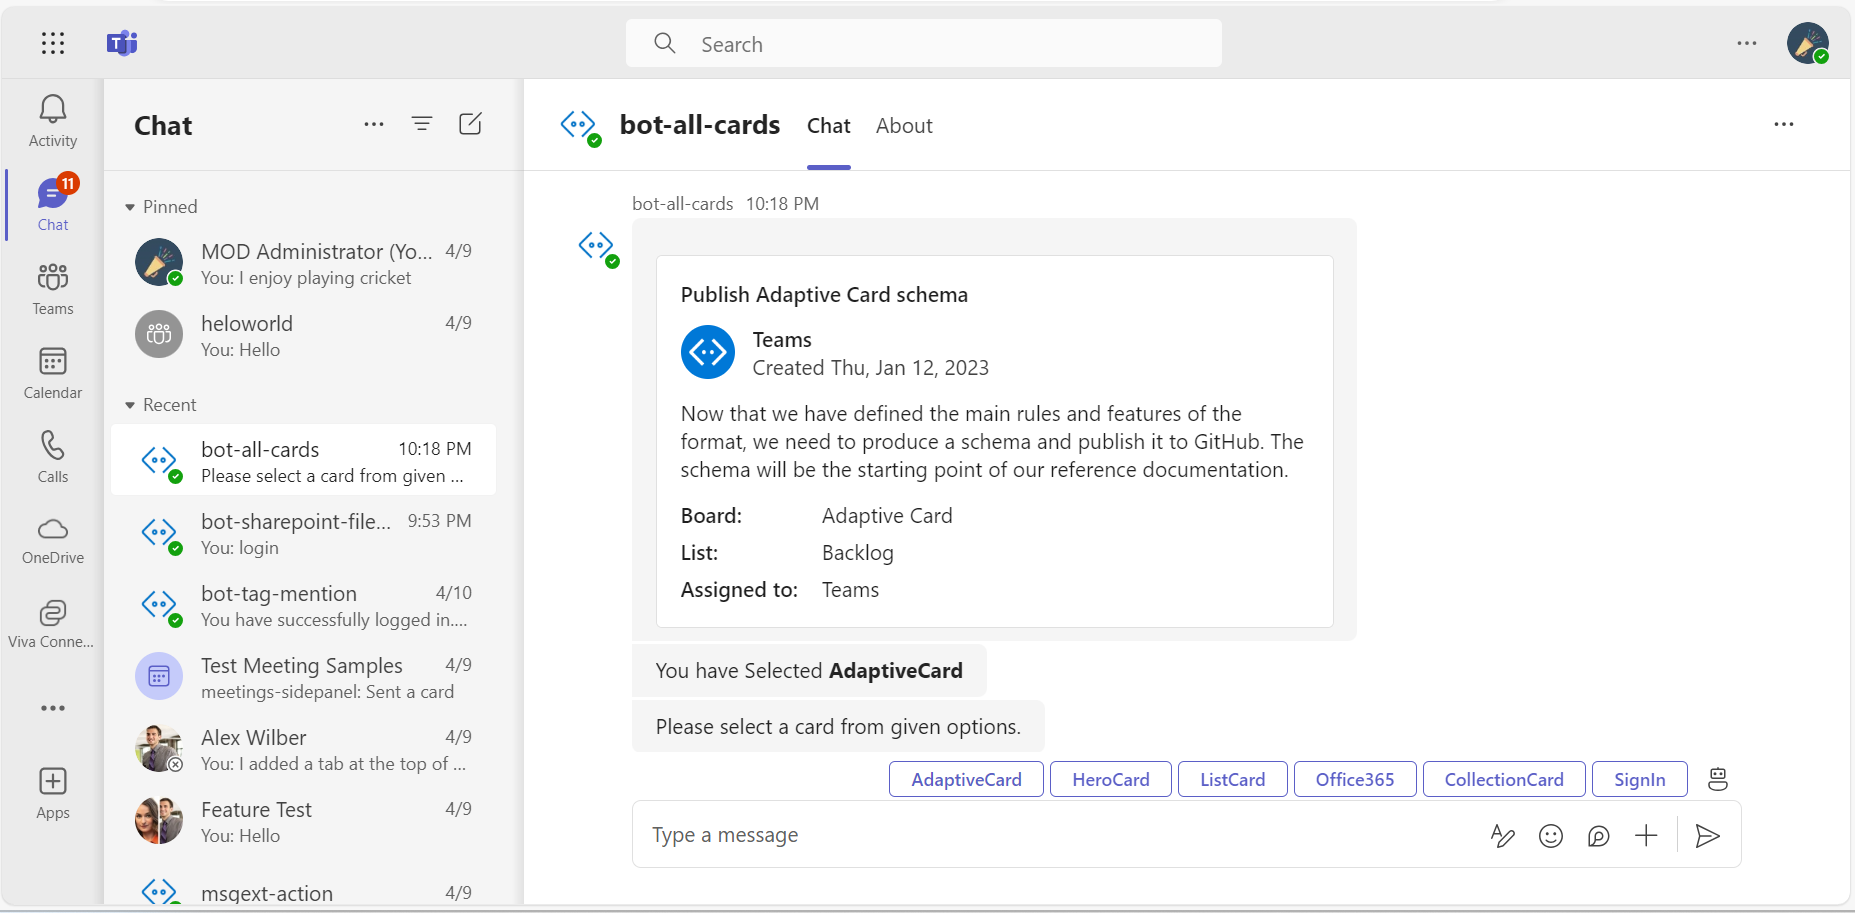 Search
Activity
11
Chat
Teams
Calendar
Calls
OneDrive
Viva Conne...
Apps
Chat
Pinned
MOD Administrator (Yo... 4/9
You: I enjoy playing cricket
heloworld 4/9
You: Hello
Recent
bot-all-cards 10:18 PM
Please select a card from given ...
bot-sharepoint-file... 9:53 PM
You: login
bot-tag-mention 4/10
You have successfully logged in....
Test Meeting Samples 4/9
meetings-sidepanel: Sent a card
Alex Wilber 4/9
You: I added a tab at the top of ...
Feature Test 4/9
You: Hello
msgext-action 4/9
bot-all-cards Chat About
bot-all-cards 10:18 PM
Publish Adaptive Card schema
Teams
Created Thu, Jan 12, 2023
Now that we have defined the main rules and features of the
format, we need to produce a schema and publish it to GitHub. The
schema will be the starting point of our reference documentation.
Board: Adaptive Card
List: Backlog
Assigned to: Teams
You have Selected AdaptiveCard
Please select a card from given options.
AdaptiveCard HeroCard ListCard Office365 CollectionCard SignIn
Type a message